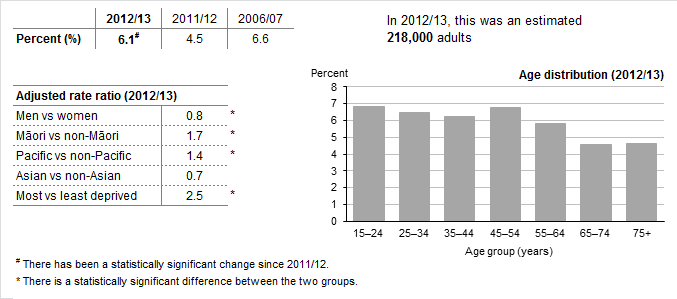 2012/13 2011/12 2006/07
Percent (%) 6.1# 4.5 6.6
In 2012/13, this was an estimated
218,000 adults
Adjusted rate ratio (2012/13)
Men vs women 0.8 *
Māori vs non-Māori 1.7 *
Pacific vs non-Pacific 1.4 *
Asian vs non-Asian 0.7
Most vs least deprived 2.5 *
Percent
Age distribution (2012/13)
8
7
6
5
4
3
2
1
0
15–24 25–34 35–44 45–54 55–64 65–74 75+
Age group (years)
# There has been a statistically significant change since 2011/12.
* There is a statistically significant difference between the two groups.